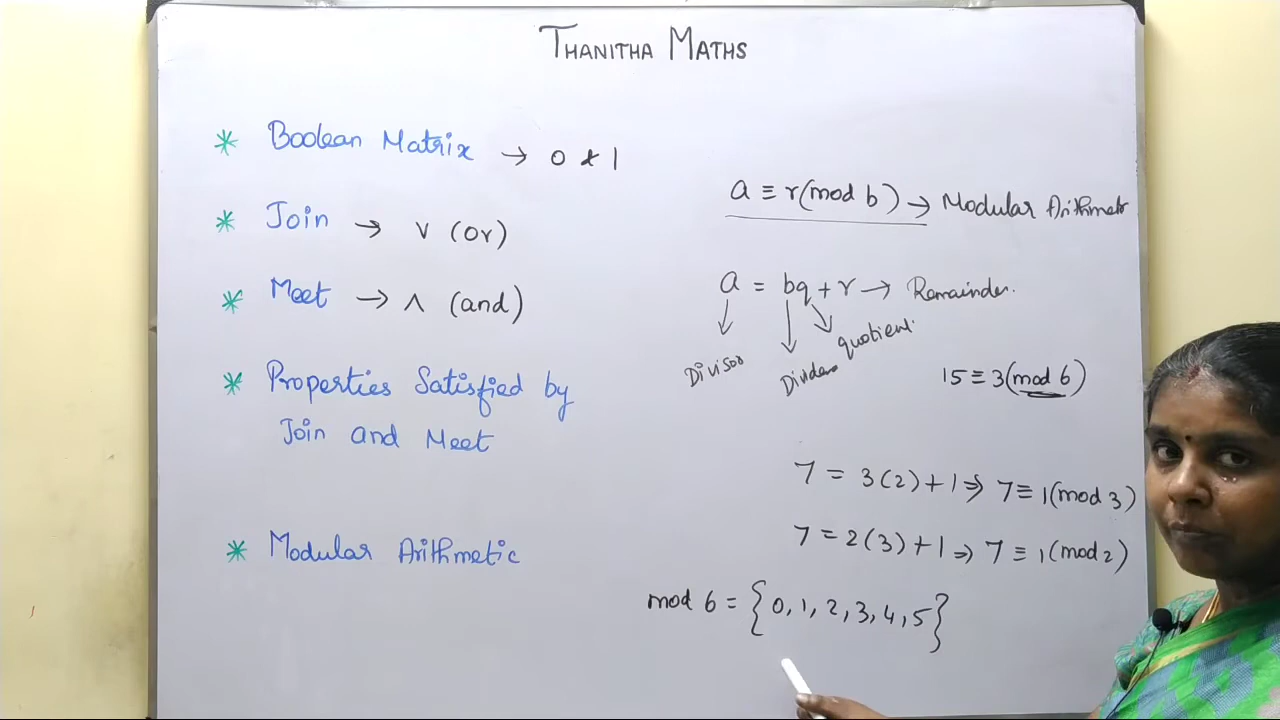 THANITHA MATHS
* Boolean Matrix → 0 & 1
* Join → ∨ (or)
* Meet → ∧ (and)
* Properties Satisfied by
Join and Meet
* Modular Arithmetic
a ≡ r(mod b) → Modular Arithmet
a = bq + r → Remainder.
Divisor
quotient.
15 ≡ 3(mod 6)
7 = 3(2)+1 ⇒ 7 ≡ 1(mod 3)
7 = 2(3)+1 ⇒ 7 ≡ 1(mod 2)
mod 6 = {0, 1, 2, 3, 4, 5}